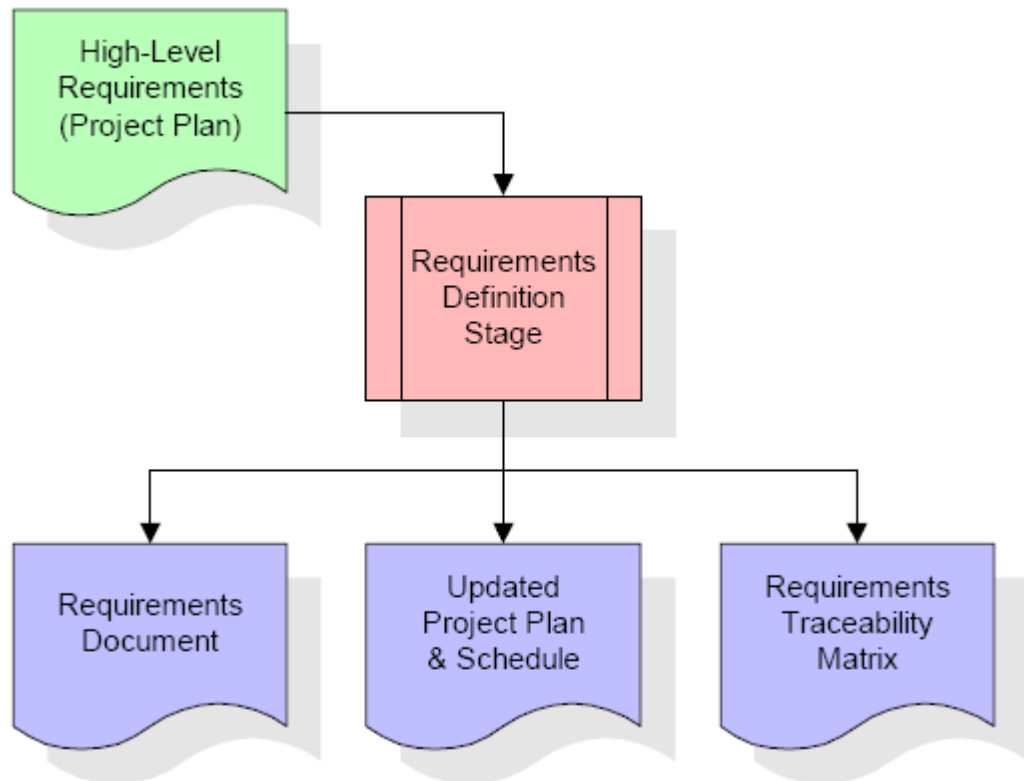 High-Level
Requirements
(Project Plan)
Requirements
Definition
Stage
Requirements
Document
Updated
Project Plan
& Schedule
Requirements
Traceability
Matrix